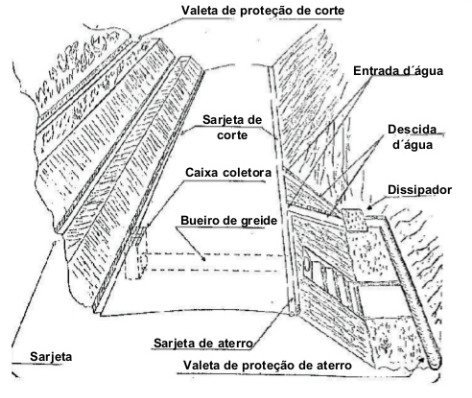 Valeta de proteção de corte
Entrada d´água
Sarjeta de
corte
Descida
d´água
Caixa coletora
Dissipador
Bueiro de greide
Sarjeta de aterro
Sarjeta
Valeta de proteção de aterro